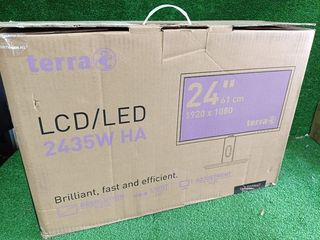 terra
LCD/LED
2435W HA
Brilliant, fast and efficient.
24"
61 cm
1920 x 1080
terra